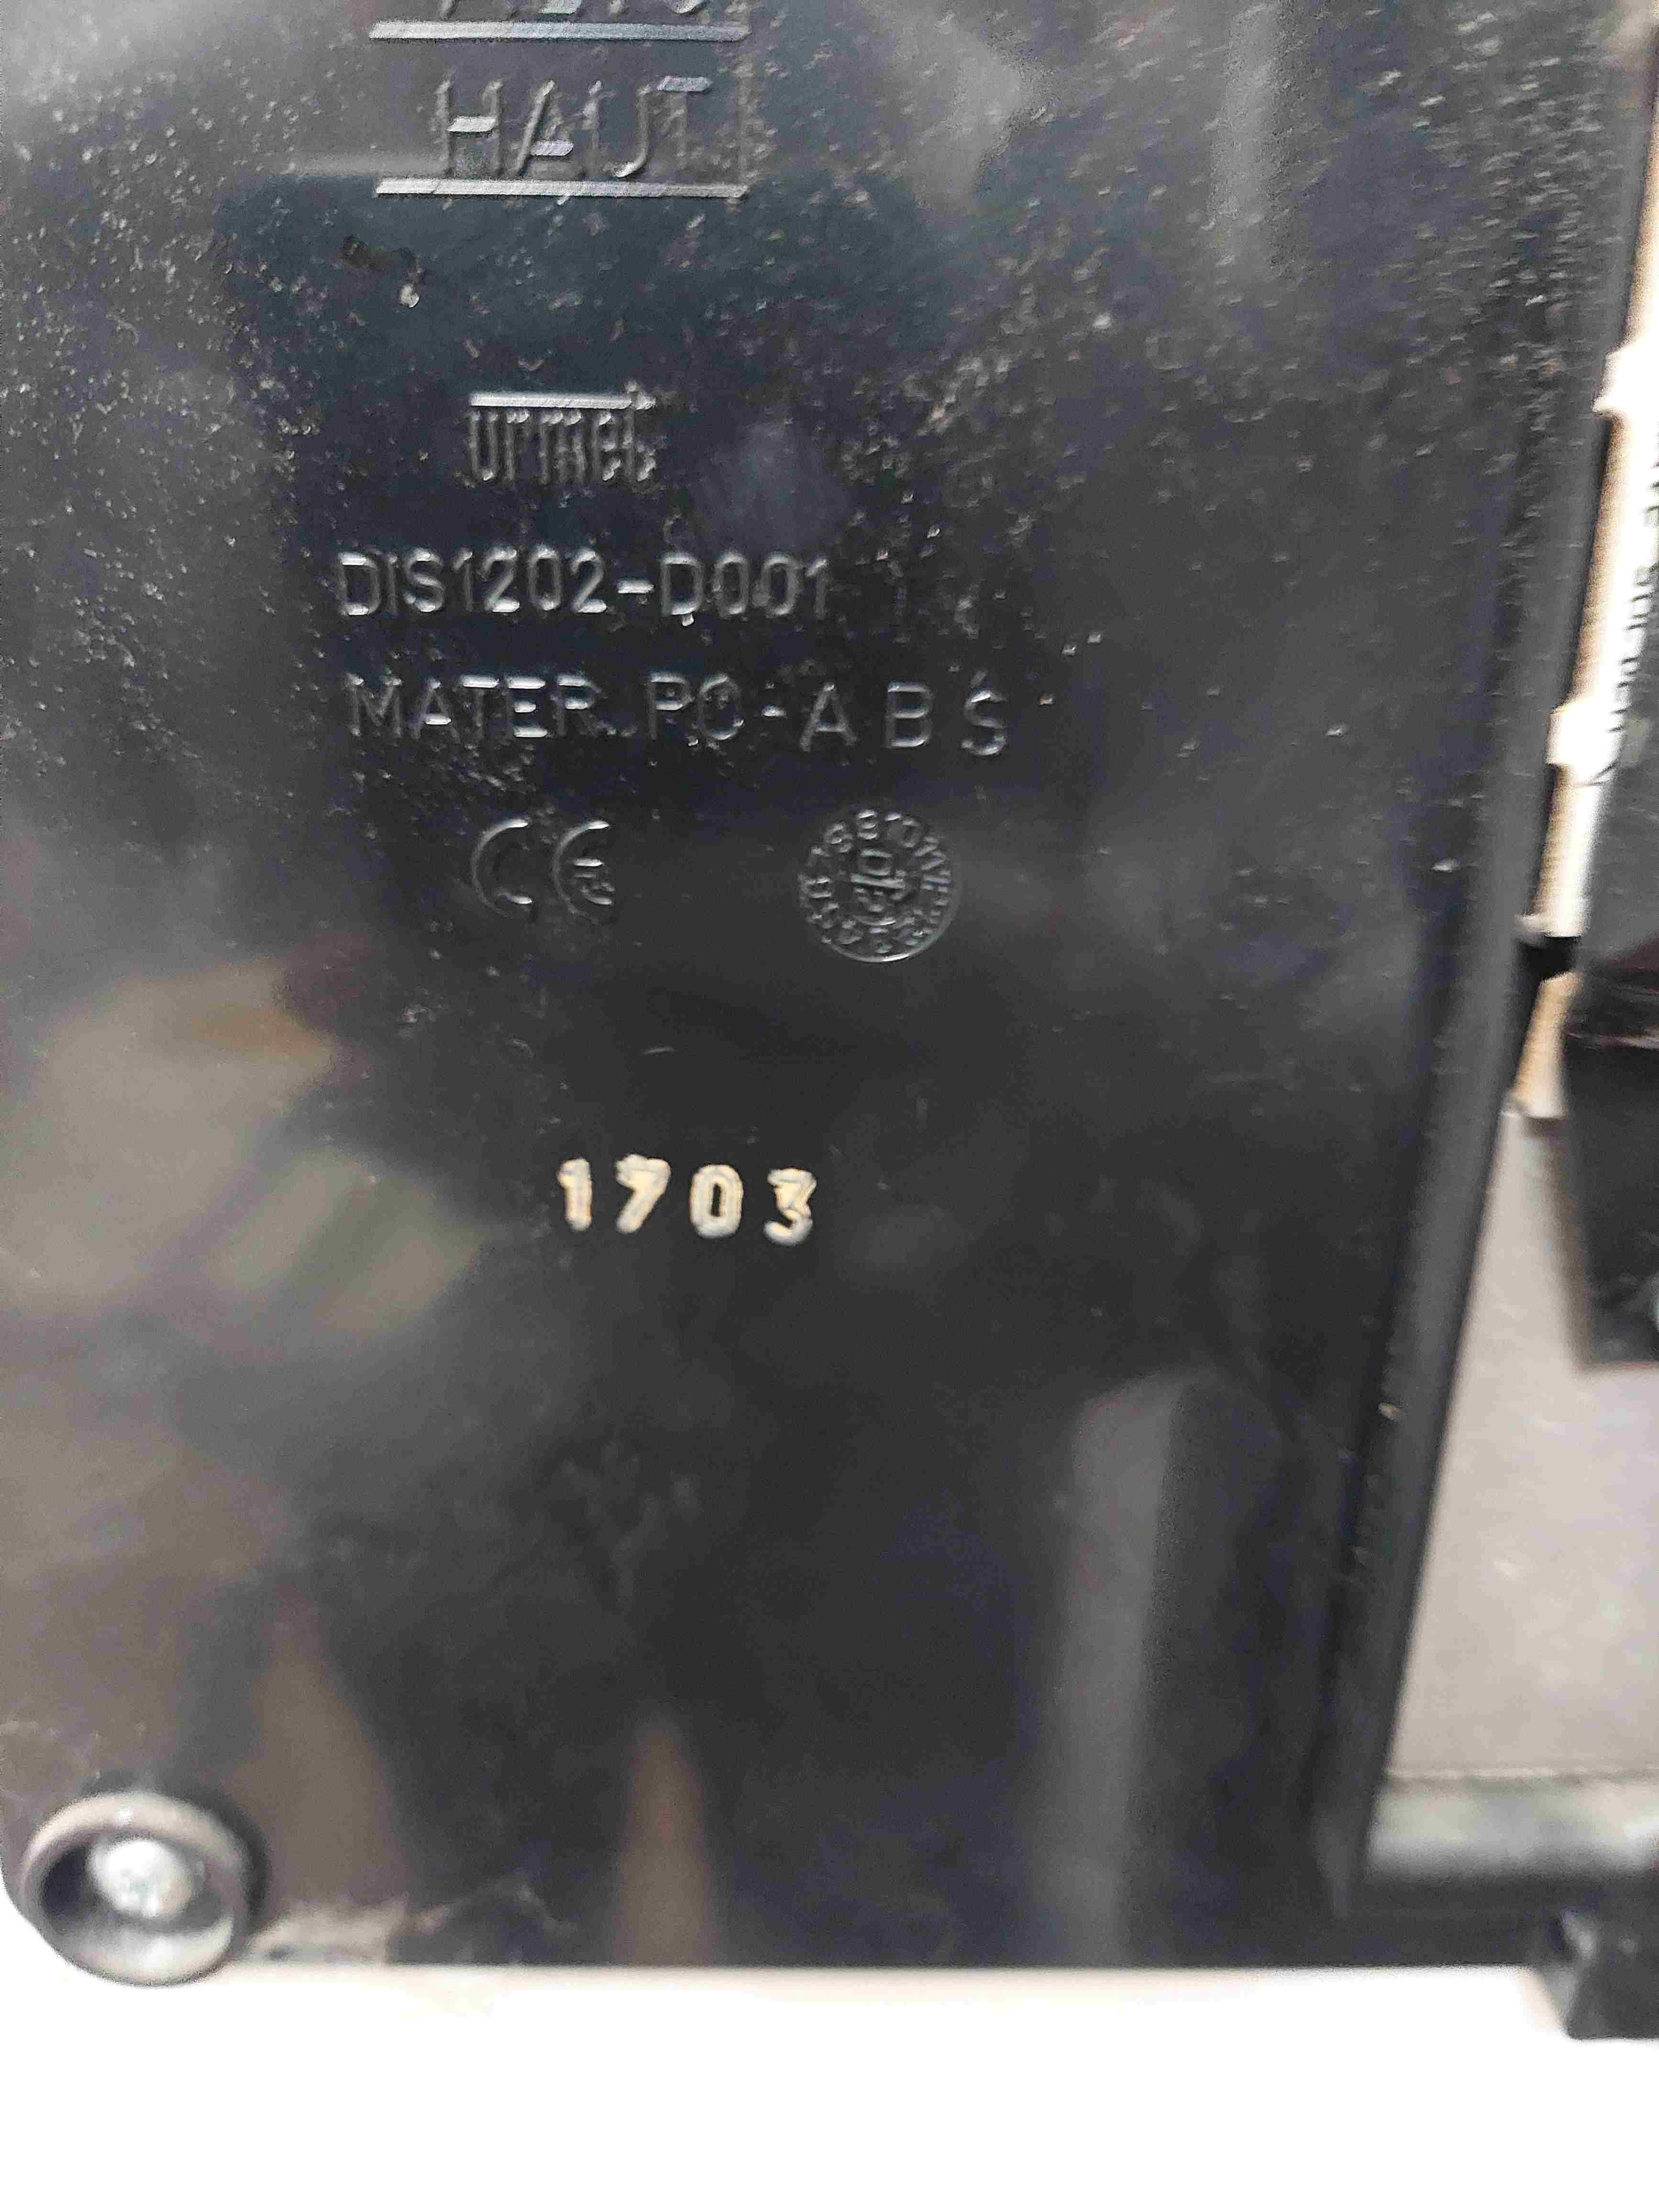 HAUT
urmet
DIS1202-D001
MATER. PC-ABS
CE
1703